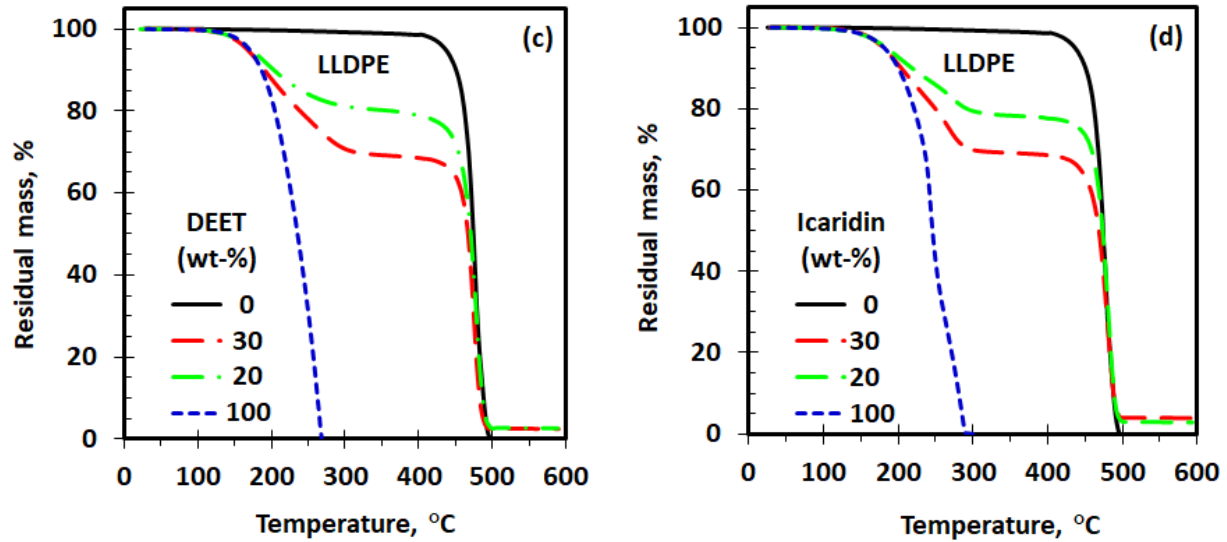 (c)
LLDPE
Residual mass, %
100
80
60
40
20
0
DEET
(wt-%)
0
30
20
100
0 100 200 300 400 500 600
Temperature, °C
(d)
LLDPE
Residual mass, %
100
80
60
40
20
0
Icaridin
(wt-%)
0
30
20
100
0 100 200 300 400 500 600
Temperature, °C